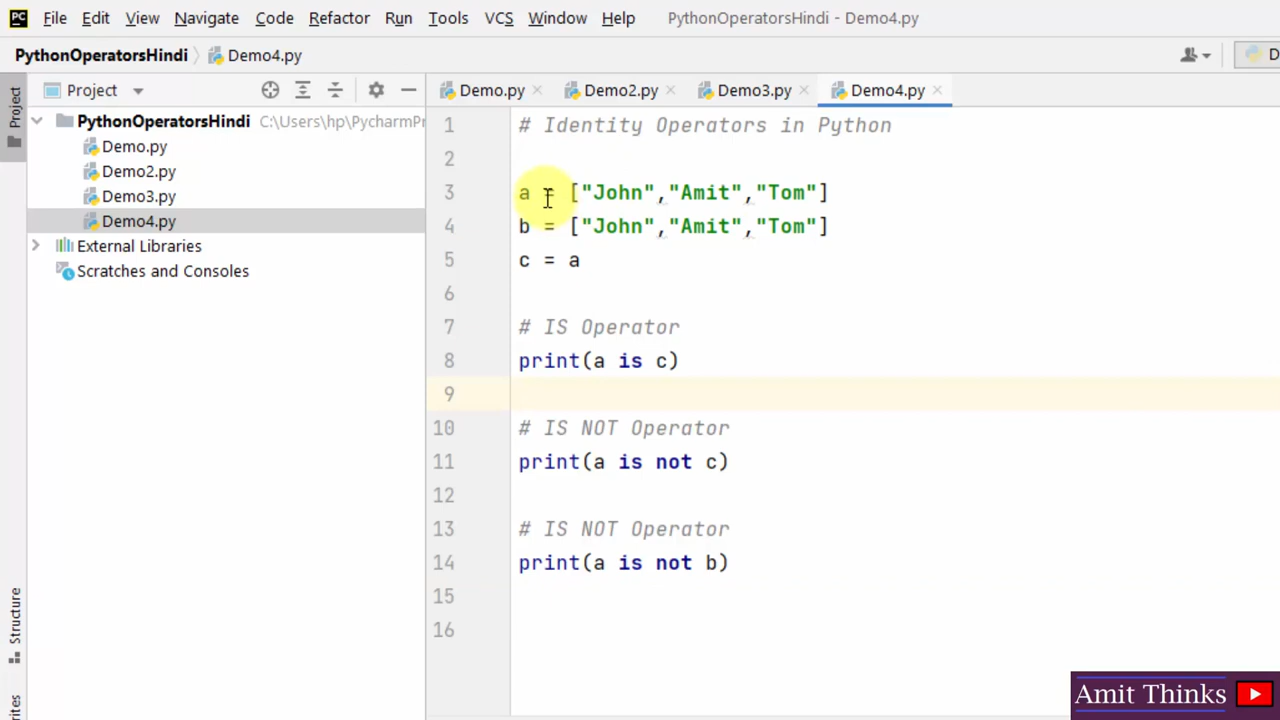 PC File Edit View Navigate Code Refactor Run Tools VCS Window Help PythonOperatorsHindi - Demo4.py
PythonOperatorsHindi Demo4.py D
Project
Project
Demo.py Demo2.py Demo3.py Demo4.py
PythonOperatorsHindi C:\Users\hp\PycharmPr
Demo.py
Demo2.py
Demo3.py
Demo4.py
External Libraries
Scratches and Consoles
1 # Identity Operators in Python
2
3 a = ["John","Amit","Tom"]
4 b = ["John","Amit","Tom"]
5 c = a
6
7 # IS Operator
8 print(a is c)
9
10 # IS NOT Operator
11 print(a is not c)
12
13 # IS NOT Operator
14 print(a is not b)
15
16
Structure
rites
Amit Thinks